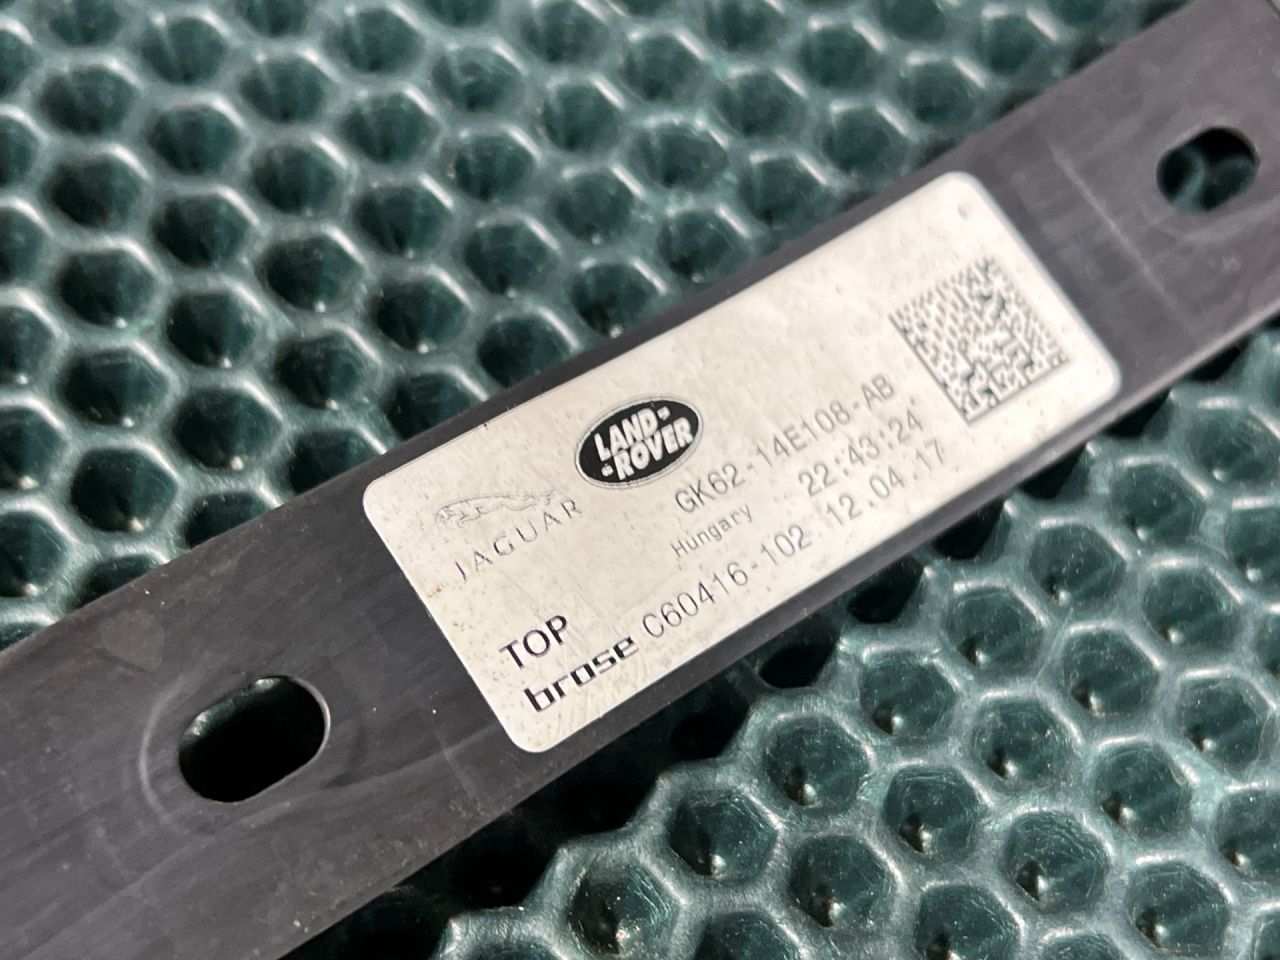 JAGUAR
LAND-
-ROVER
GK62-14E108-AB
Hungary 22:43:24
TOP
brose C60416-102 12.04.17